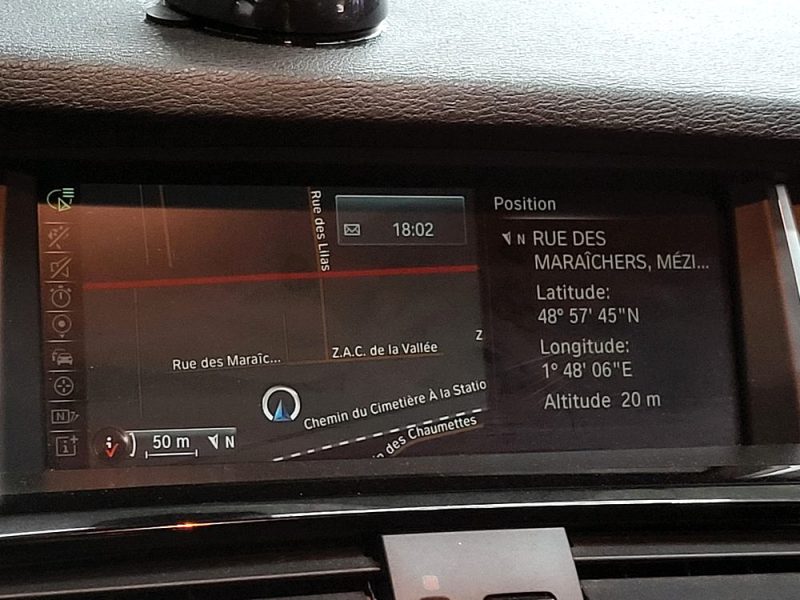 Rue des Lilas
18:02
Rue des Maraîc...
Z.A.C. de la Vallée
Z
Chemin du Cimetière À la Statio
des Chaumettes
50 m
N
Position
N RUE DES
MARAÎCHERS, MÉZI...
Latitude:
48° 57' 45"N
Longitude:
1° 48' 06"E
Altitude 20 m